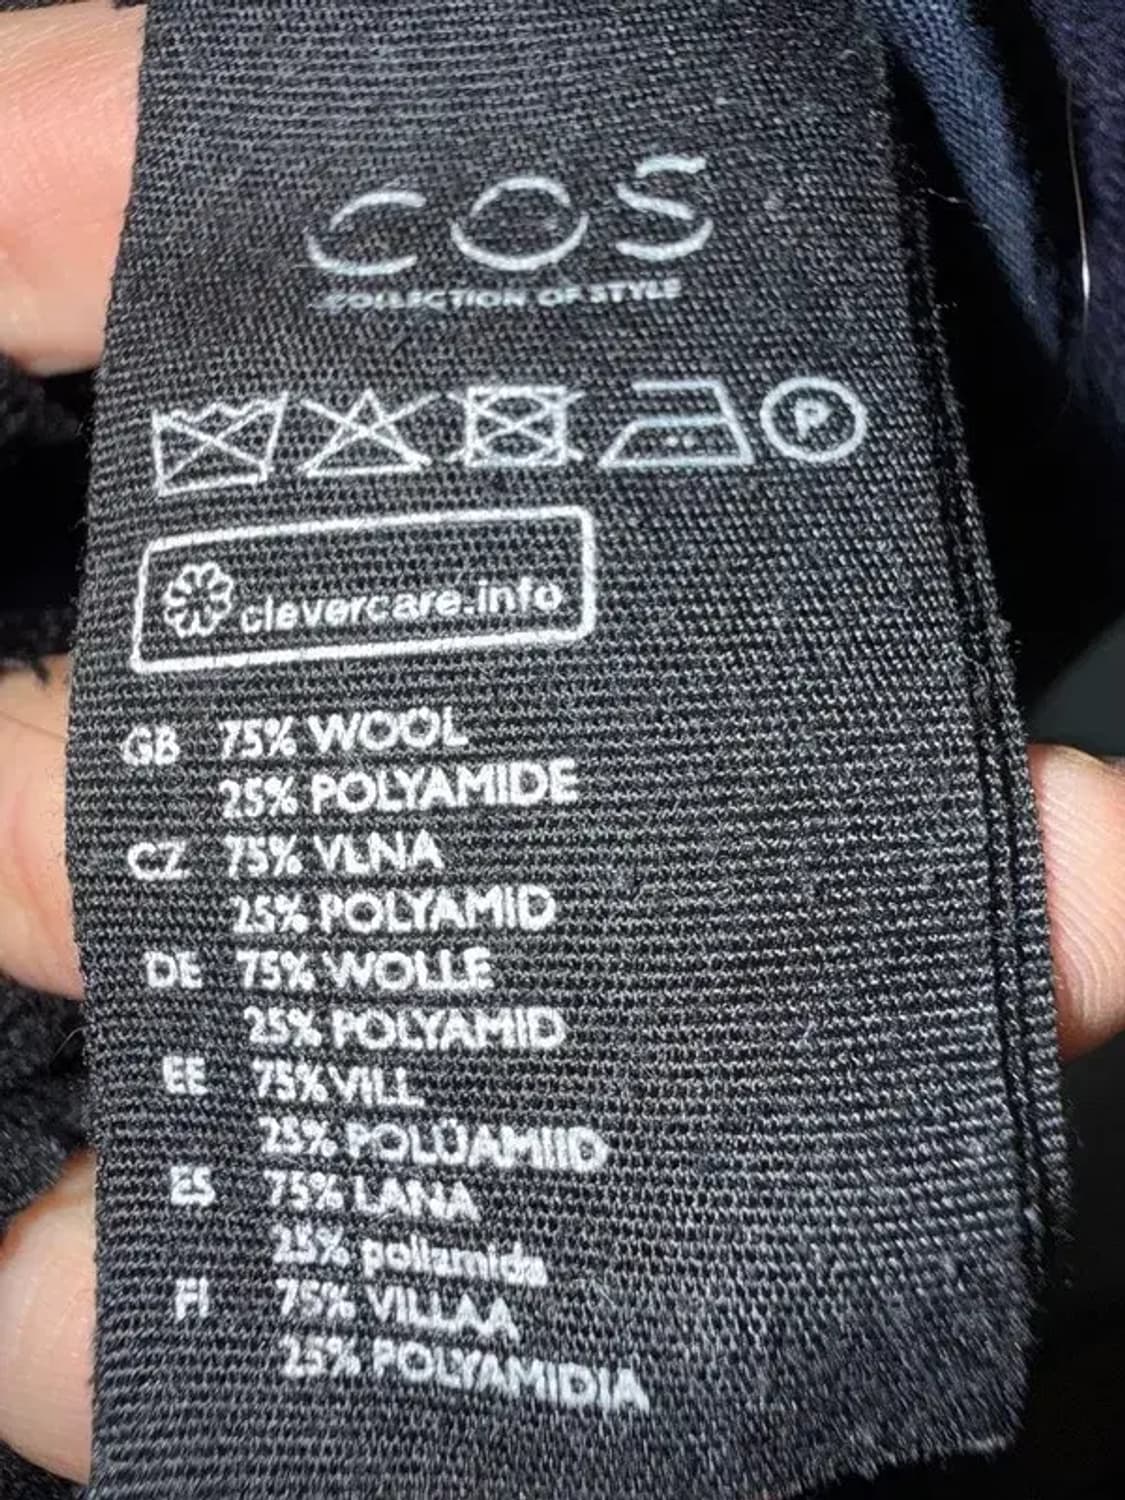 COS
COLLECTION OF STYLE
P
clevercare.info
GB 75% WOOL
25% POLYAMIDE
CZ 75% VLNA
25% POLYAMID
DE 75% WOLLE
25% POLYAMID
EE 75% VILL
25% POLÜAMIID
ES 75% LANA
25% poliamida
FI 75% VILLAA
25% POLYAMIDIA